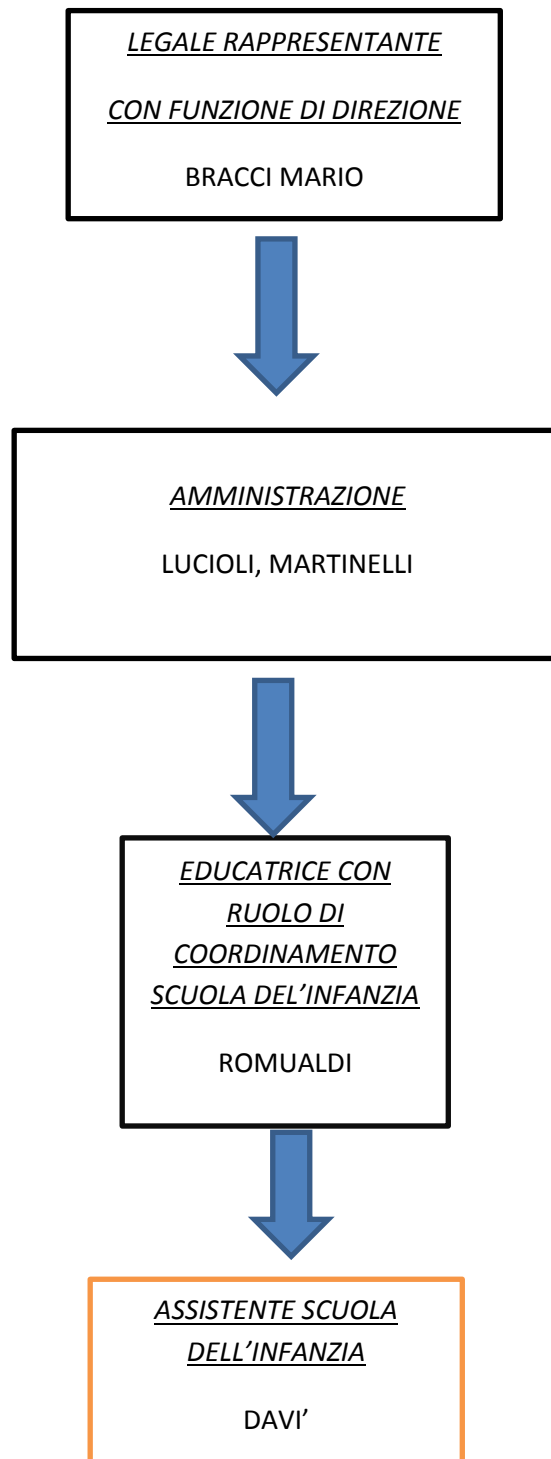 LEGALE RAPPRESENTANTE
CON FUNZIONE DI DIREZIONE
BRACCI MARIO
AMMINISTRAZIONE
LUCIOLI, MARTINELLI
EDUCATRICE CON
RUOLO DI
COORDINAMENTO
SCUOLA DEL’INFANZIA
ROMUALDI
ASSISTENTE SCUOLA
DELL’INFANZIA
DAVI’